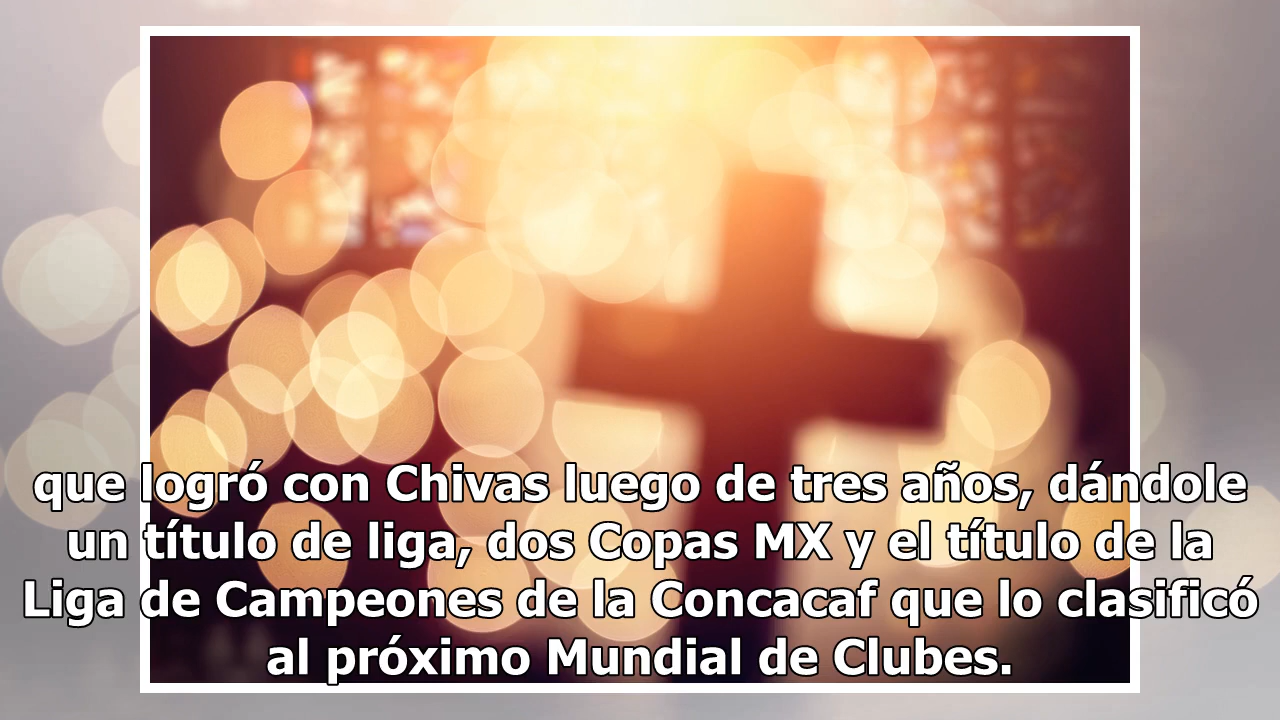 que logró con Chivas luego de tres años, dándole
un título de liga, dos Copas MX y el título de la
Liga de Campeones de la Concacaf que lo clasificó
al próximo Mundial de Clubes.